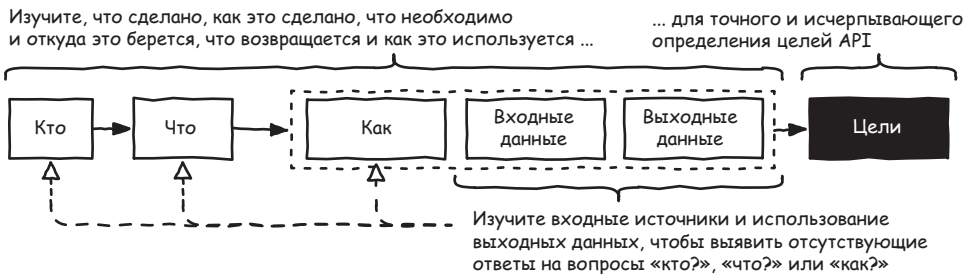 Изучите, что сделано, как это сделано, что необходимо
и откуда это берется, что возвращается и как это используется ...
... для точного и исчерпывающего
определения целей API
Кто
Что
Как
Входные
данные
Выходные
данные
Цели
Изучите входные источники и использование
выходных данных, чтобы выявить отсутствующие
ответы на вопросы «кто?», «что?» или «как?»